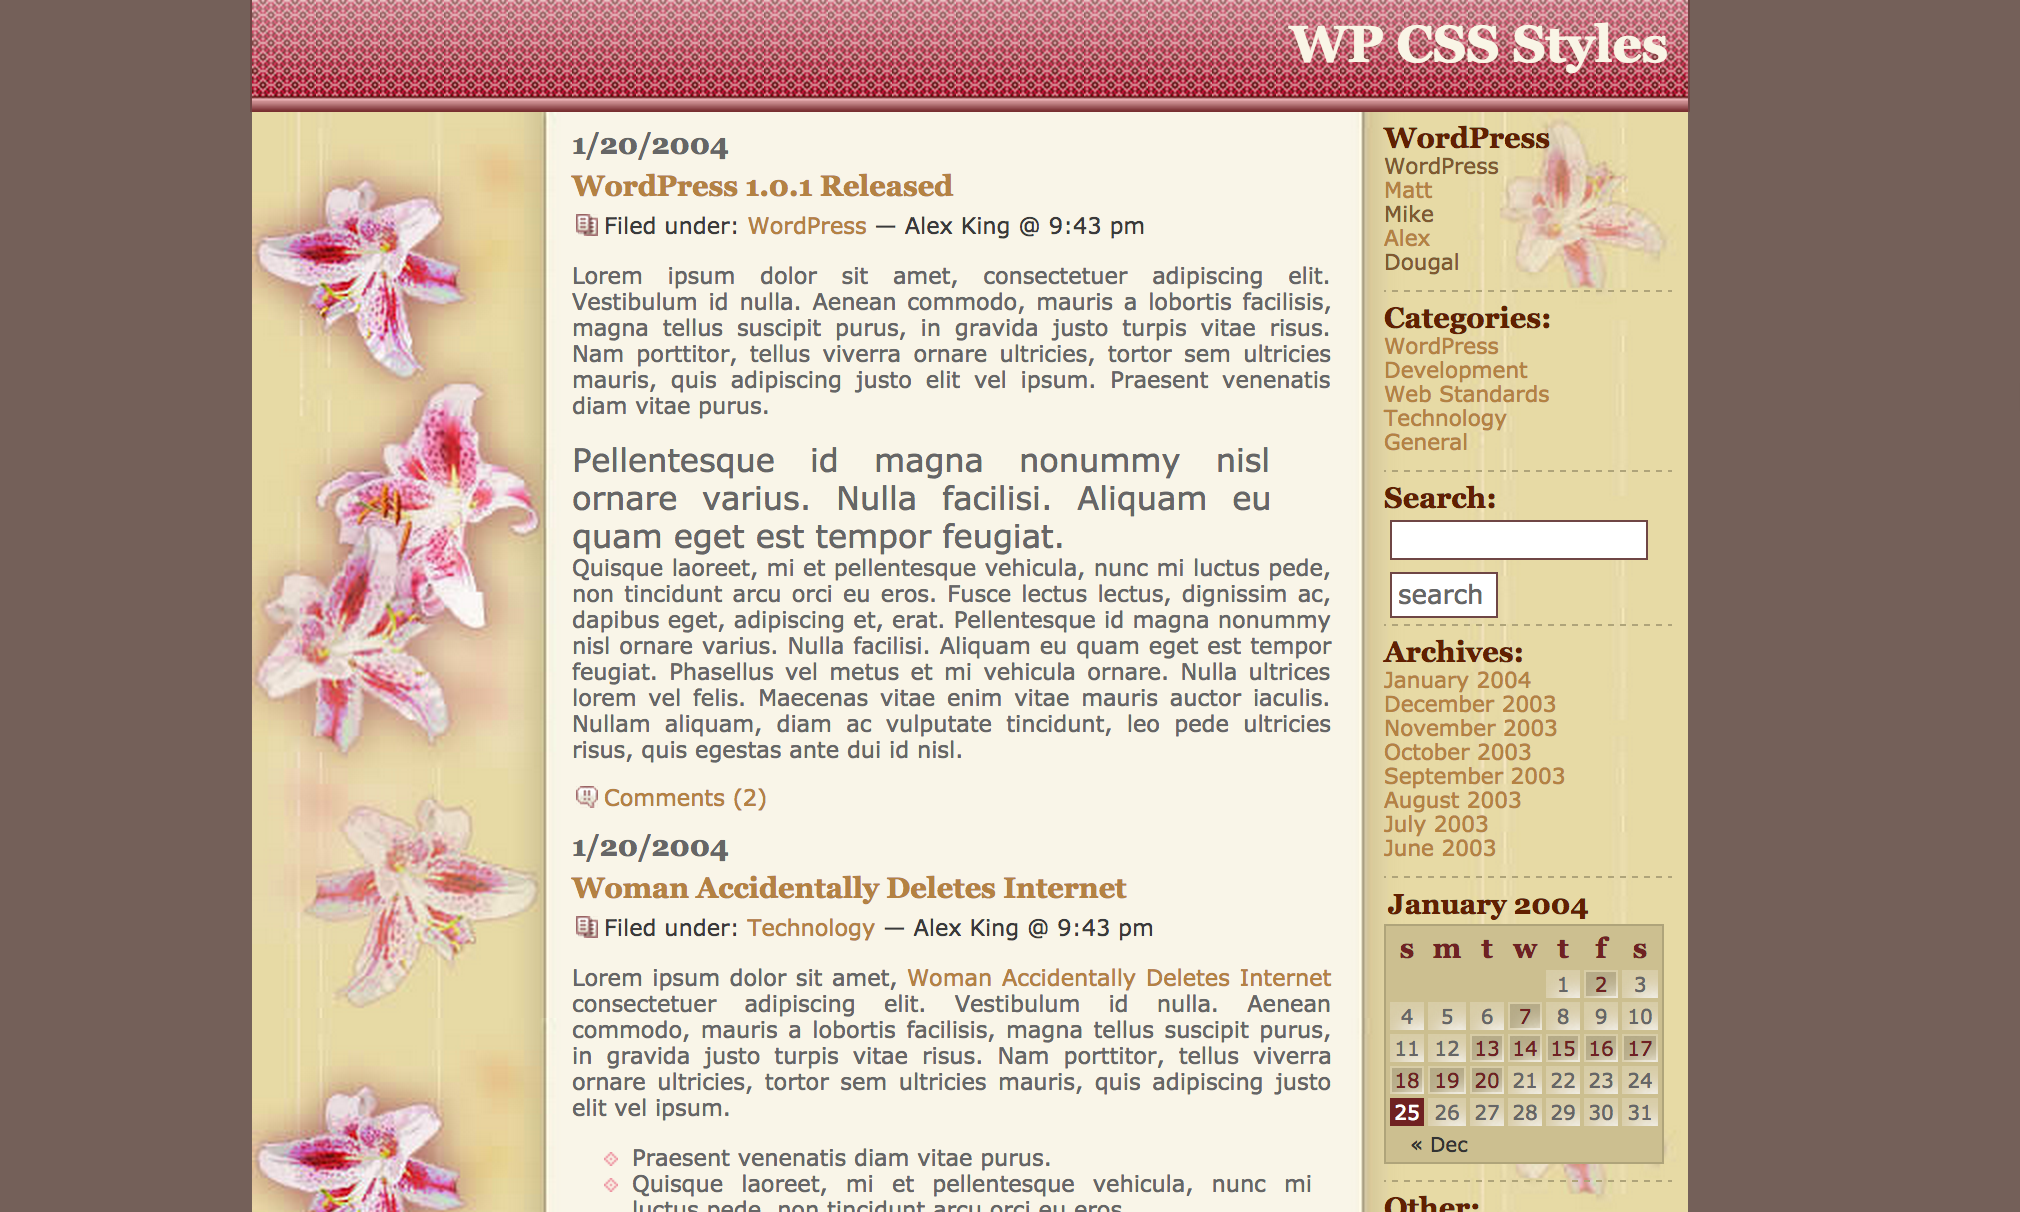 WP CSS Styles
1/20/2004
WordPress 1.0.1 Released
Filed under: WordPress — Alex King @ 9:43 pm
Lorem ipsum dolor sit amet, consectetuer adipiscing elit.
Vestibulum id nulla. Aenean commodo, mauris a lobortis facilisis,
magna tellus suscipit purus, in gravida justo turpis vitae risus.
Nam porttitor, tellus viverra ornare ultricies, tortor sem ultricies
mauris, quis adipiscing justo elit vel ipsum. Praesent venenatis
diam vitae purus.
Pellentesque id magna nonummy nisl
ornare varius. Nulla facilisi. Aliquam eu
quam eget est tempor feugiat.
Quisque laoreet, mi et pellentesque vehicula, nunc mi luctus pede,
non tincidunt arcu orci eu eros. Fusce lectus lectus, dignissim ac,
dapibus eget, adipiscing et, erat. Pellentesque id magna nonummy
nisl ornare varius. Nulla facilisi. Aliquam eu quam eget est tempor
feugiat. Phasellus vel metus et mi vehicula ornare. Nulla ultrices
lorem vel felis. Maecenas vitae enim vitae mauris auctor iaculis.
Nullam aliquam, diam ac vulputate tincidunt, leo pede ultricies
risus, quis egestas ante dui id nisl.
Comments (2)
1/20/2004
Woman Accidentally Deletes Internet
Filed under: Technology — Alex King @ 9:43 pm
Lorem ipsum dolor sit amet, Woman Accidentally Deletes Internet
consectetuer adipiscing elit. Vestibulum id nulla. Aenean
commodo, mauris a lobortis facilisis, magna tellus suscipit purus,
in gravida justo turpis vitae risus. Nam porttitor, tellus viverra
ornare ultricies, tortor sem ultricies mauris, quis adipiscing justo
elit vel ipsum.
Praesent venenatis diam vitae purus.
Quisque laoreet, mi et pellentesque vehicula, nunc mi
luctus pede, non tincidunt arcu orci eu eros.
WordPress
WordPress
Matt
Mike
Alex
Dougal
Categories:
WordPress
Development
Web Standards
Technology
General
Search:
search
Archives:
January 2004
December 2003
November 2003
October 2003
September 2003
August 2003
July 2003
June 2003
January 2004
s m t w t f s
1 2 3
4 5 6 7 8 9 10
11 12 13 14 15 16 17
18 19 20 21 22 23 24
25 26 27 28 29 30 31
« Dec
Other: